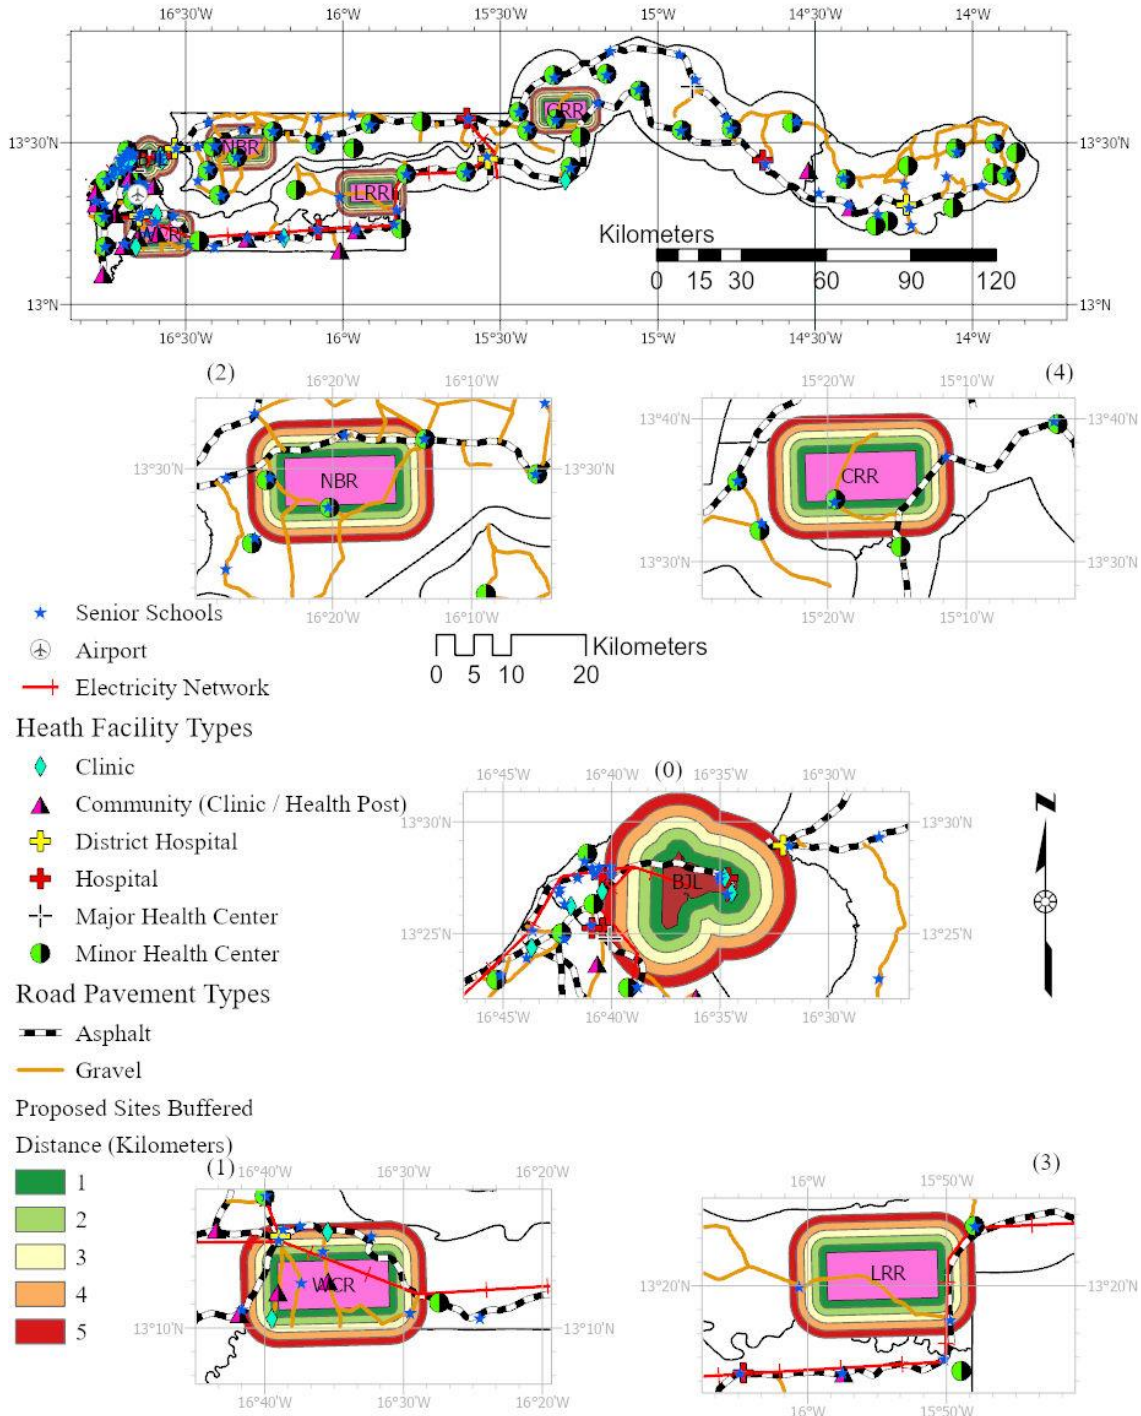 16°30'W 16°W 15°30'W 15°W 14°30'W 14°W
13°30'N 13°30'N
BJL NBR CRR
LRR
WCR
Kilometers
0 15 30 60 90 120
13°N 13°N
16°30'W 16°W 15°30'W 15°W 14°30'W 14°W
(2) 16°20'W 16°10'W
13°30'N 13°30'N
NBR
16°20'W 16°10'W
15°20'W 15°10'W (4)
13°40'N 13°40'N
CRR
13°30'N 13°30'N
15°20'W 15°10'W
Senior Schools
Airport
Electricity Network
Kilometers
0 5 10 20
Heath Facility Types
Clinic
Community (Clinic / Health Post)
District Hospital
Hospital
Major Health Center
Minor Health Center
Road Pavement Types
Asphalt
Gravel
Proposed Sites Buffered
Distance (Kilometers)
1
2
3
4
5
(0)
16°45'W 16°40'W 16°35'W 16°30'W
13°30'N 13°30'N
BJL
13°25'N 13°25'N
16°45'W 16°40'W 16°35'W 16°30'W
N
(1) 16°40'W 16°30'W 16°20'W
WCR
13°10'N 13°10'N
16°40'W 16°30'W 16°20'W
(3)
16°W 15°50'W
LRR
13°20'N 13°20'N
16°W 15°50'W